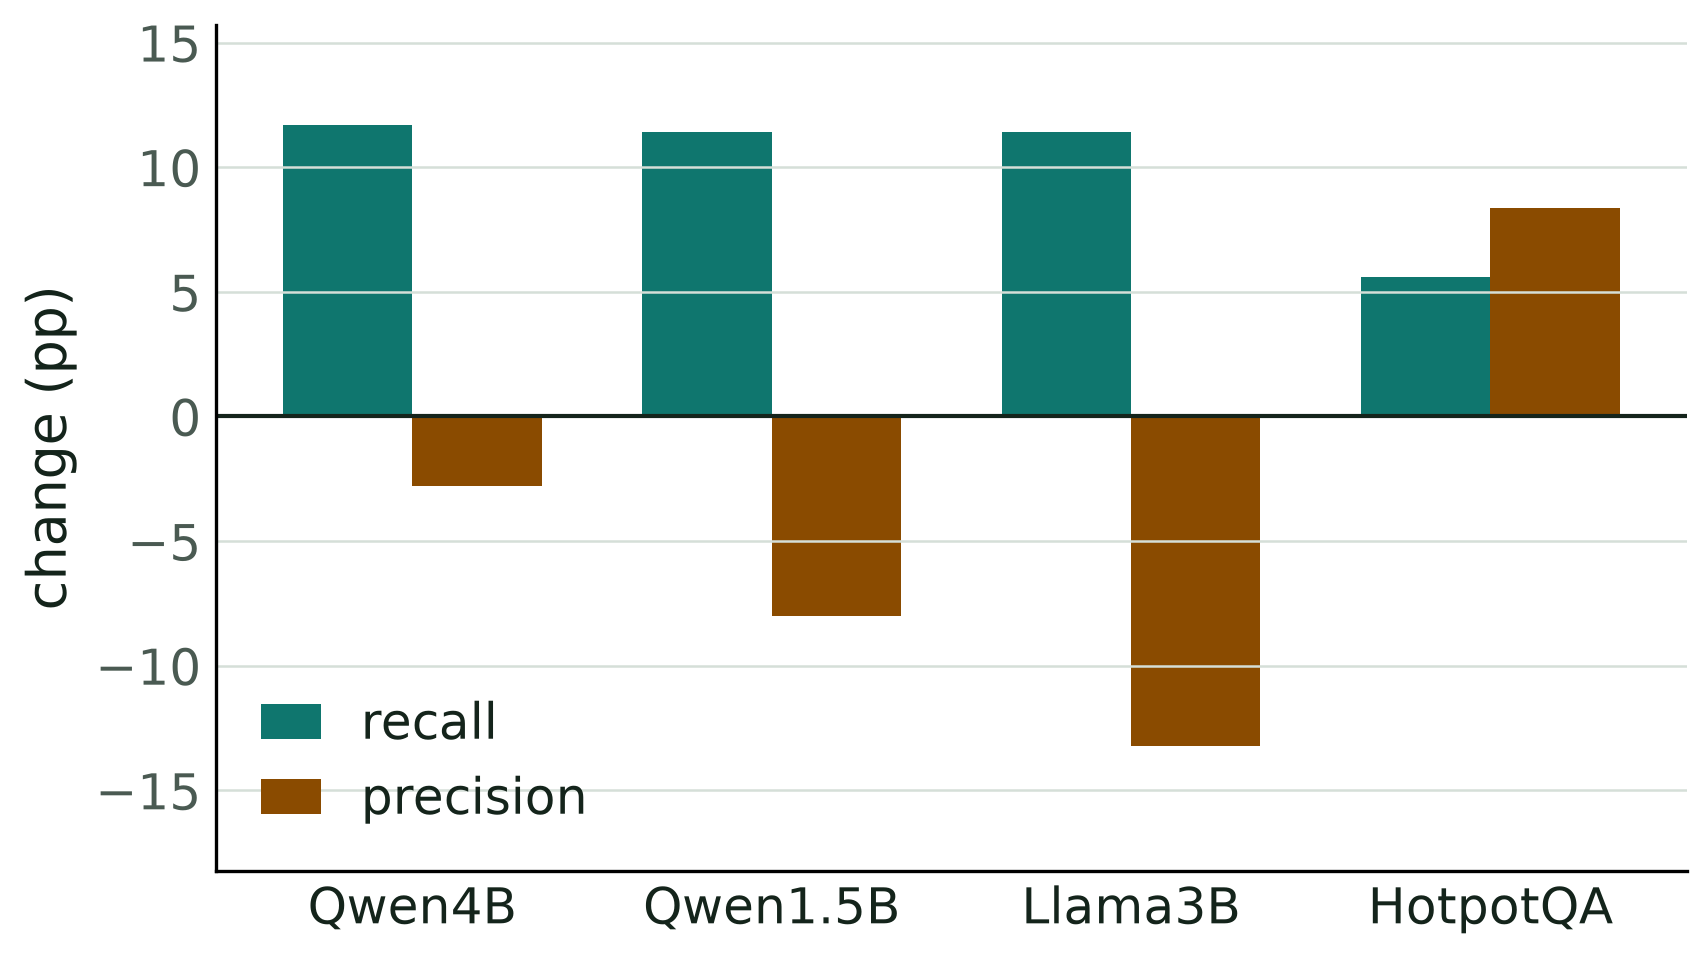 change (pp)
15
10
5
0
−5
−10
−15
recall
precision
Qwen4B
Qwen1.5B
Llama3B
HotpotQA